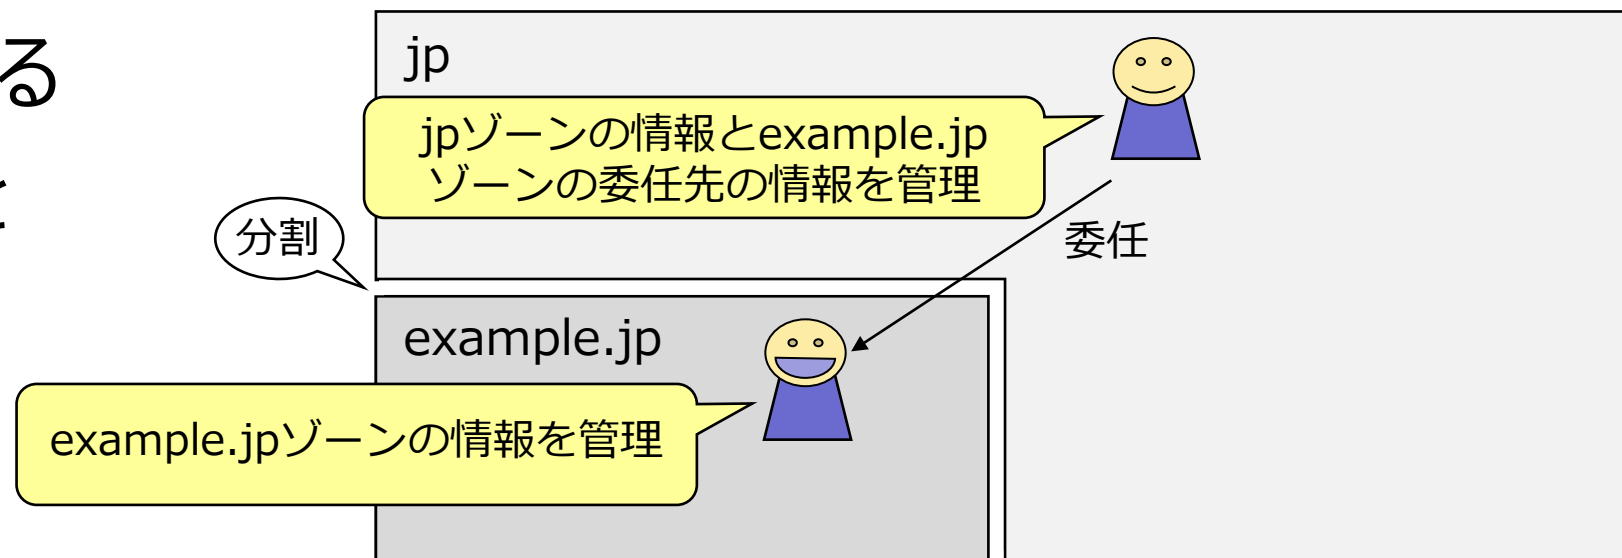 る
jp
jpゾーンの情報とexample.jp
ゾーンの委任先の情報を管理
分割
委任
example.jp
example.jpゾーンの情報を管理